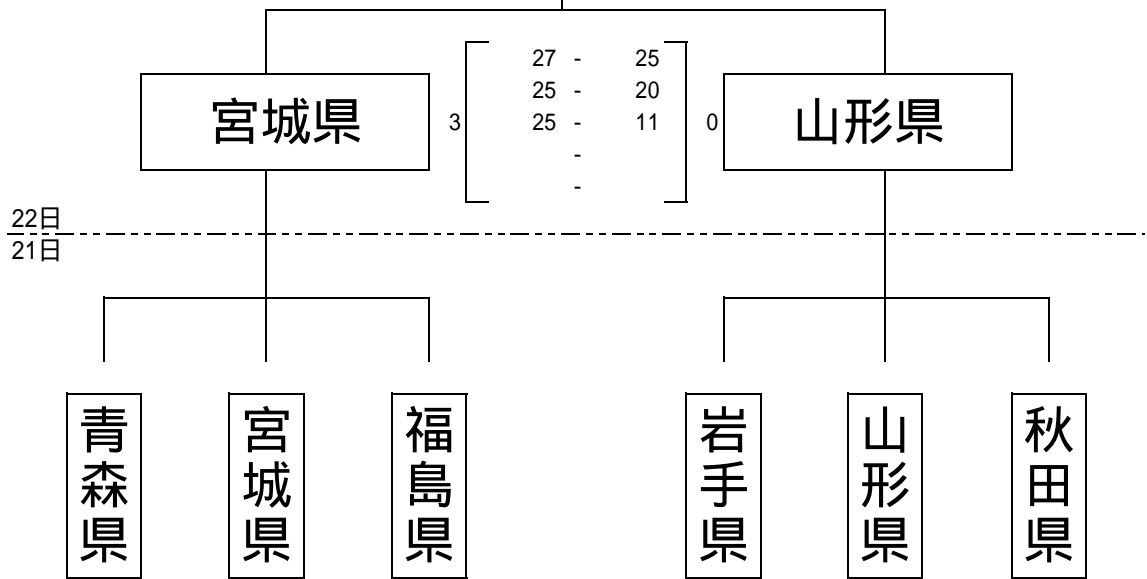 27 - 25
25 - 20
宮城県 3 25 - 11 0 山形県
-
-
22日
21日
青森県
宮城県
福島県
岩手県
山形県
秋田県